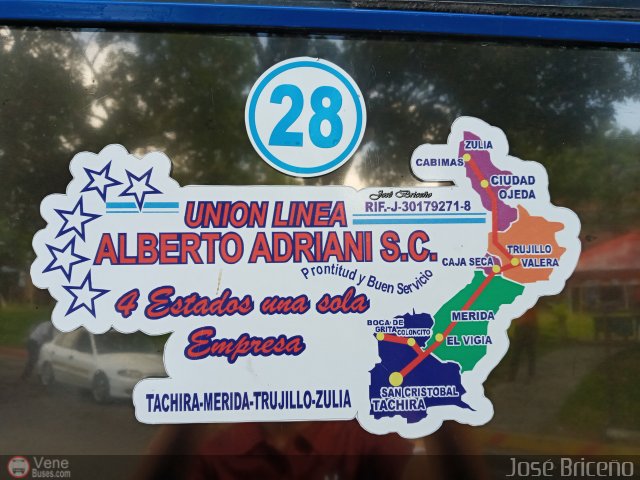 28
José Briceño
RIF.-J-30179271-8
UNION LINEA
ALBERTO ADRIANI S.C.
Prontitud y Buen Servicio
4 Estados una sola
Empresa
TACHIRA-MERIDA-TRUJILLO-ZULIA
ZULIA
CABIMAS
CIUDAD
OJEDA
TRUJILLO
CAJA SECA
VALERA
MERIDA
BOCA DE
GRITA
COLONCITO
EL VIGIA
SAN CRISTOBAL
TACHIRA
Vene
Buses.com
José Briceño